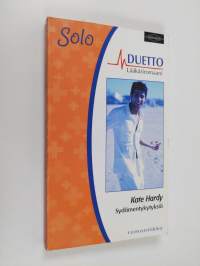 Solo
DUETTO
Lääkäriromaani
Kate Hardy
Sydämentykytyksiä